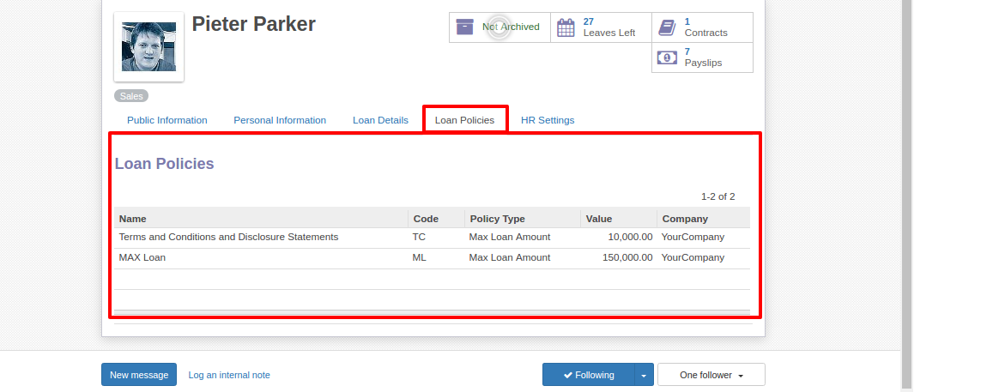 Pieter Parker
Not Archived
27
Leaves Left
1
Contracts
7
Payslips
Sales
Public Information Personal Information Loan Details Loan Policies HR Settings
Loan Policies
1-2 of 2
Name Code Policy Type Value Company
Terms and Conditions and Disclosure Statements TC Max Loan Amount 10,000.00 YourCompany
MAX Loan ML Max Loan Amount 150,000.00 YourCompany
New message Log an internal note Following One follower